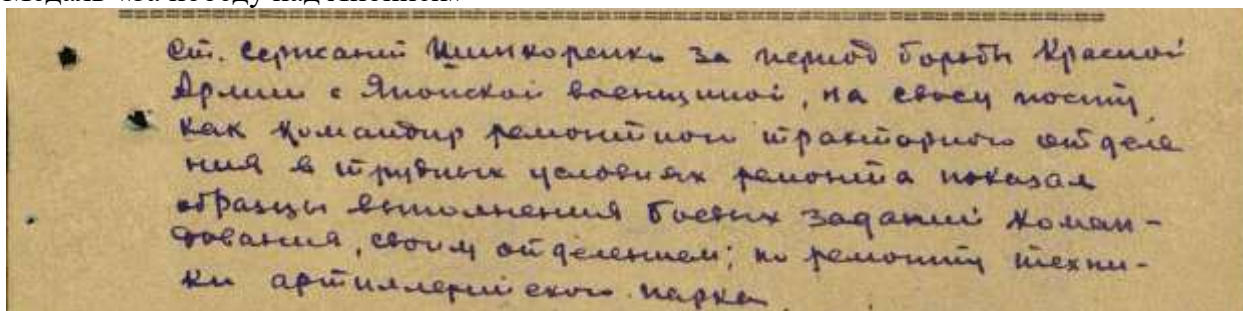 Медаль «За победу над Японией»
Ст. Сержант Шинкоренко за период борьбы Красной
Армии с Японской военщиной, на своем посту
как командир ремонтного тракторного отделе
ния в трудных условиях ремонта показал
образцы выполнения боевых заданий коман-
дования, своим отделением; по ремонту техни-
ки артиллерийского парка